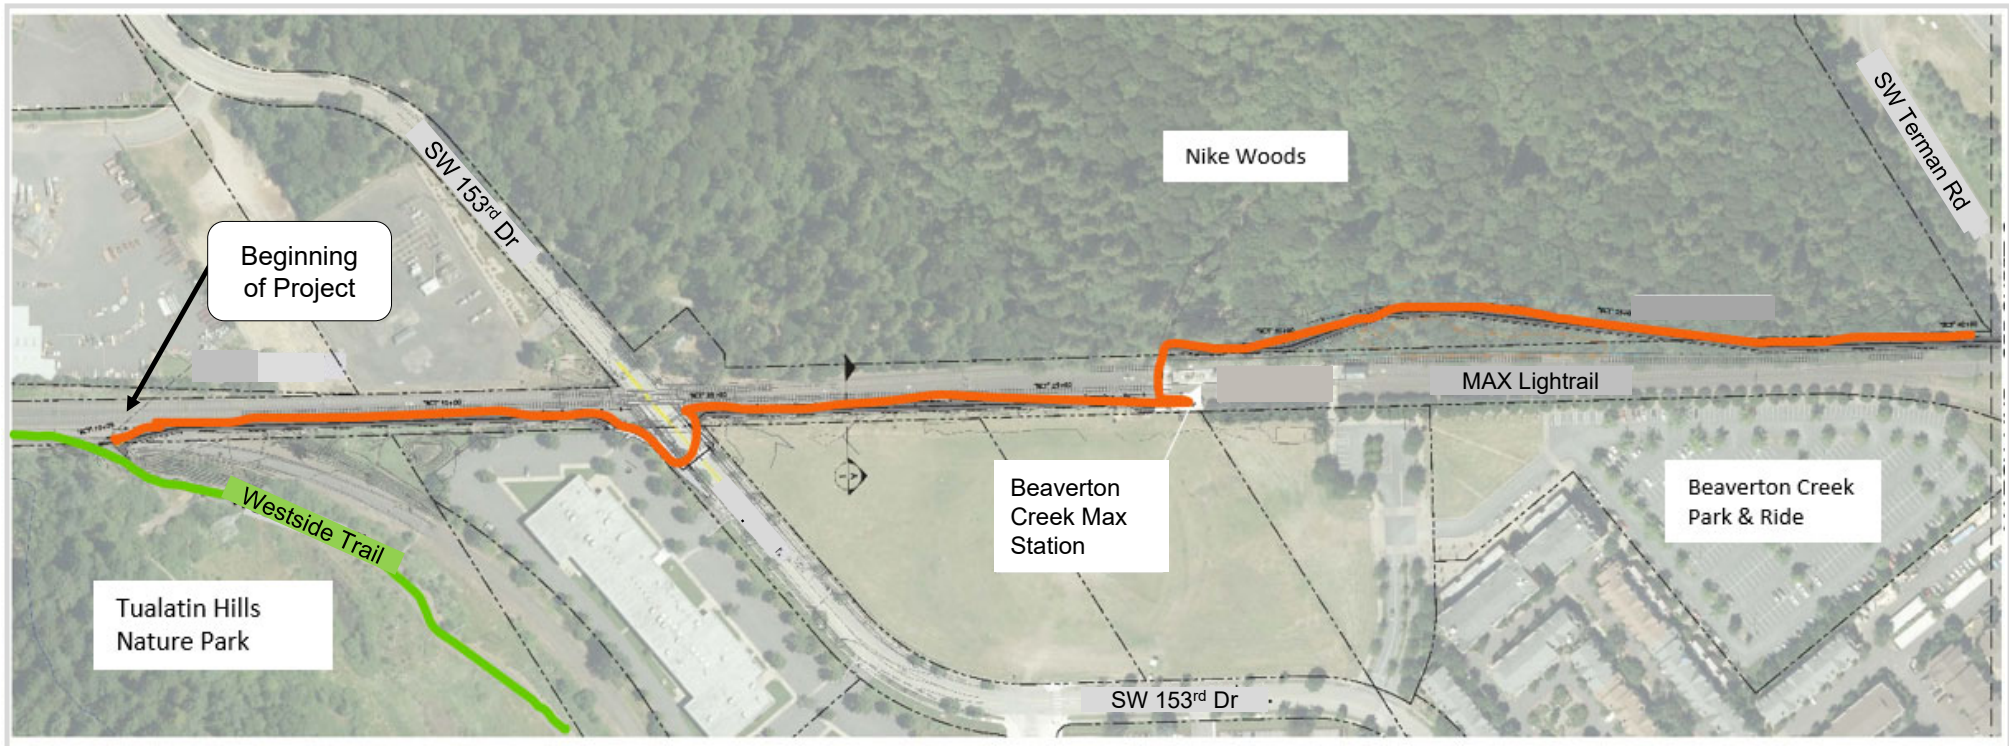 SW Terman Rd
Nike Woods
SW 153rd Dr
Beginning
of Project
MAX Lightrail
Beaverton
Creek Max
Station
Beaverton Creek
Park & Ride
Westside Trail
Tualatin Hills
Nature Park
SW 153rd Dr